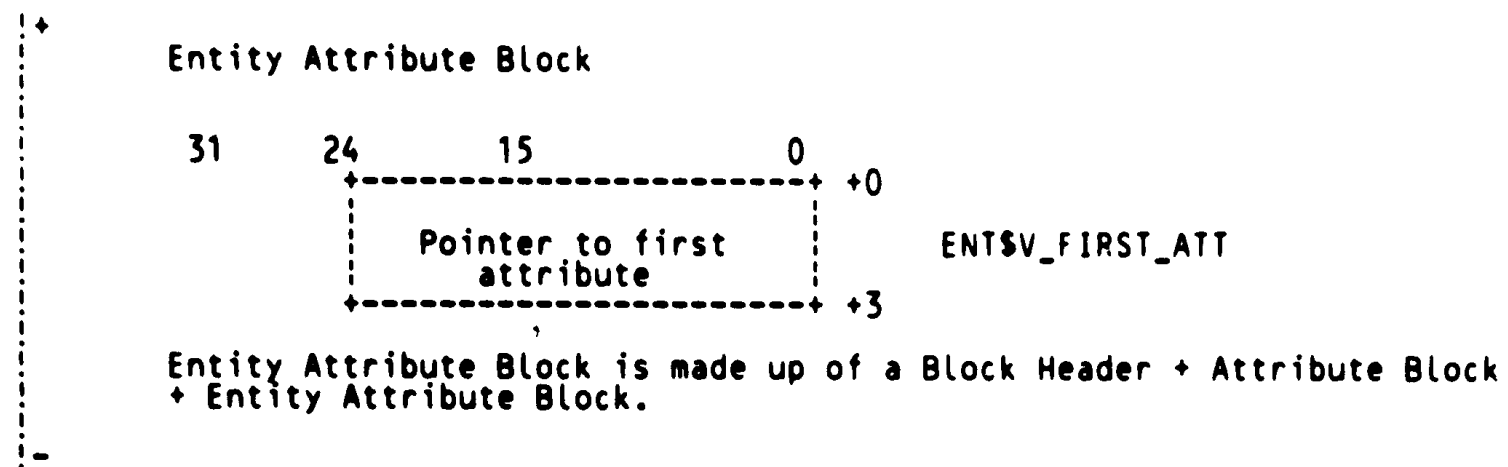 !+
! Entity Attribute Block
!
! 31 24 15 0
! +-----------------------+ +0
! ! ! 
! ! Pointer to first ! ENT$V_FIRST_ATT
! ! attribute !
! +-----------------------+ +3
!
! Entity Attribute Block is made up of a Block Header + Attribute Block
! + Entity Attribute Block.
!
!-